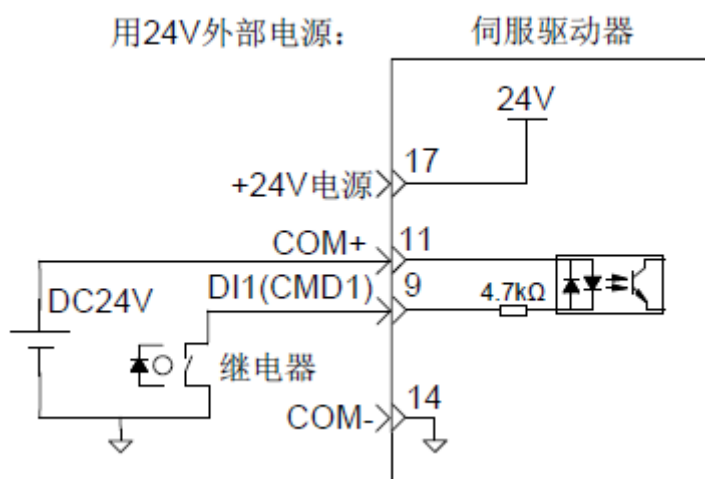 用24V外部电源：
伺服驱动器
24V
17
+24V电源
COM+
11
DC24V
DI1(CMD1)
9
4.7kΩ
继电器
14
COM-